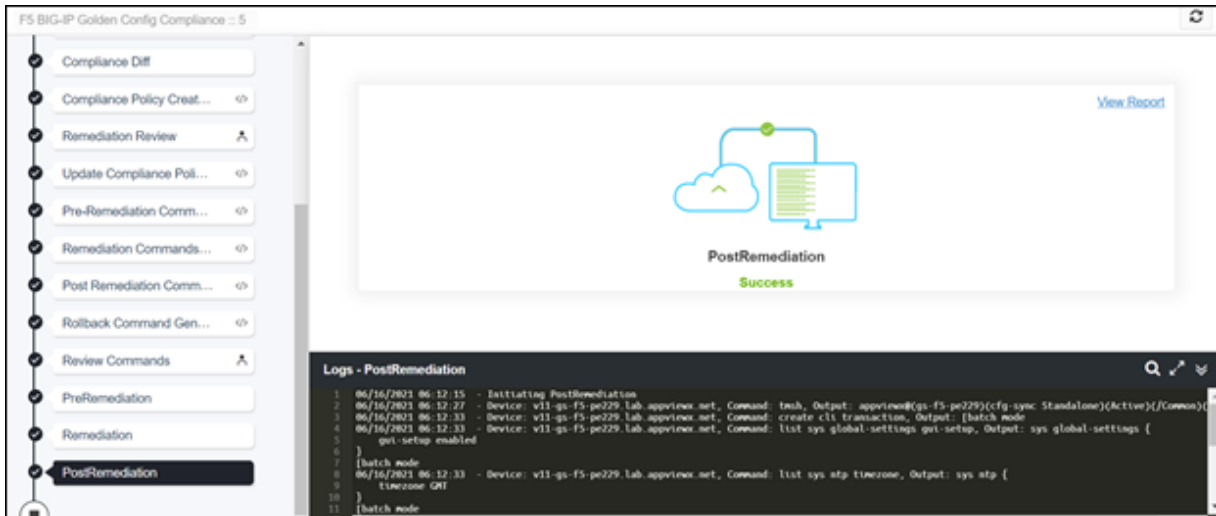 F5 BIG-IP Golden Config Compliance :: 5
Compliance Diff
Compliance Policy Creat...
Remediation Review
Update Compliance Poli...
Pre-Remediation Comm...
Remediation Commands...
Post Remediation Comm...
Rollback Command Gen...
Review Commands
PreRemediation
Remediation
PostRemediation
View Report
PostRemediation
Success
Logs - PostRemediation
1 06/16/2021 06:12:15 - Initiating PostRemediation
2 06/16/2021 06:12:27 - Device: v11-gs-f5-pe229.lab.appviewx.net, Command: tmsh, Output: appviewx@(gs-f5-pe229)(cfg-sync Standalone)(Active)(/Common)(
3 06/16/2021 06:12:33 - Device: v11-gs-f5-pe229.lab.appviewx.net, Command: create cli transaction, Output: [batch mode
4 06/16/2021 06:12:33 - Device: v11-gs-f5-pe229.lab.appviewx.net, Command: list sys global-settings gui-setup, Output: sys global-settings {
5 gui-setup enabled
6 }
7 [batch mode
8 06/16/2021 06:12:33 - Device: v11-gs-f5-pe229.lab.appviewx.net, Command: list sys ntp timezone, Output: sys ntp {
9 timezone GMT
10 }
11 [batch mode